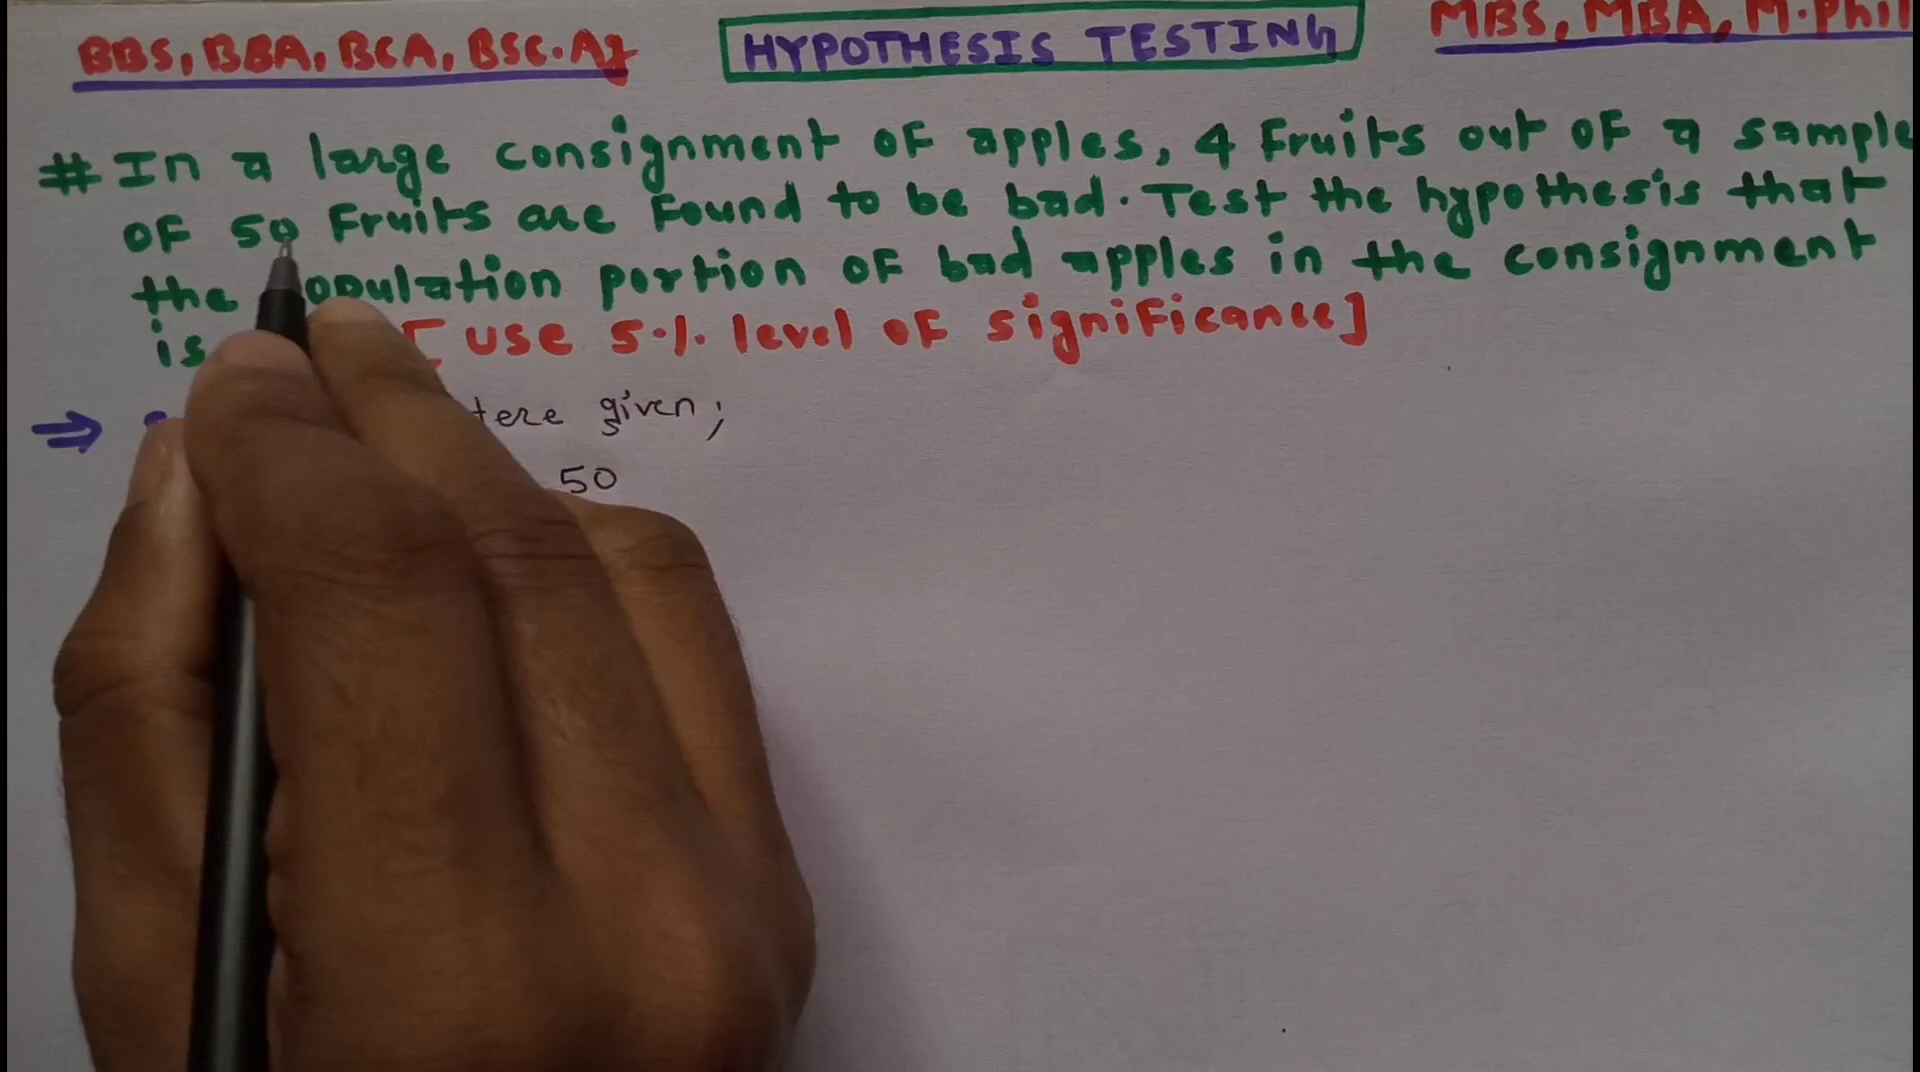 BBS, BBA, BCA, BSC.Ag
HYPOTHESIS TESTING
MBS, MBA, M.Phil
# In a large consignment of apples, 4 Fruits out of a sample
of 50 Fruits are found to be bad. Test the hypothesis that
the population portion of bad apples in the consignment
is [use 5.%. level of significance]
given;
50